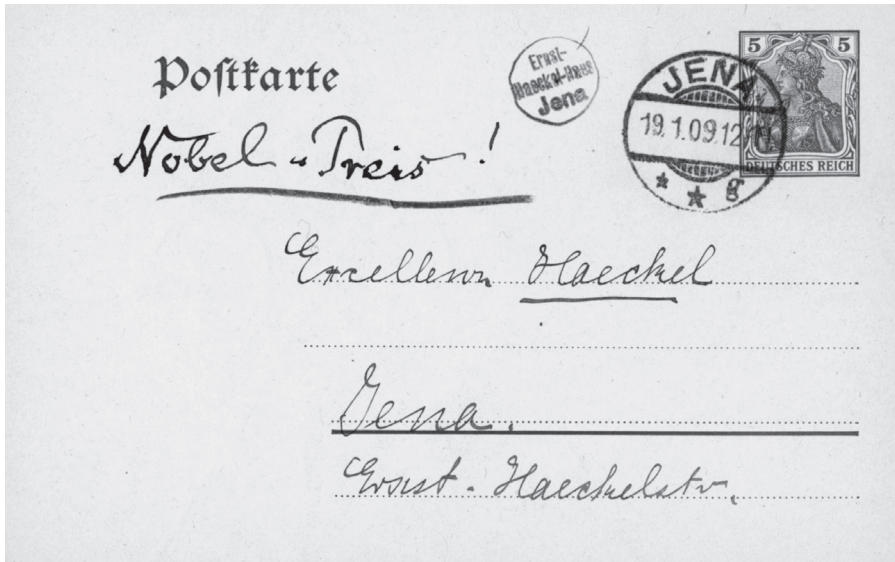 Postkarte
Ernst-
Haeckel-Haus
Jena
JENA
19.1.09.12
* * g
5 5
DEUTSCHES REICH
Nobel-Preis!
Excellenz Haeckel
Jena.
Ernst-Haeckelstr.